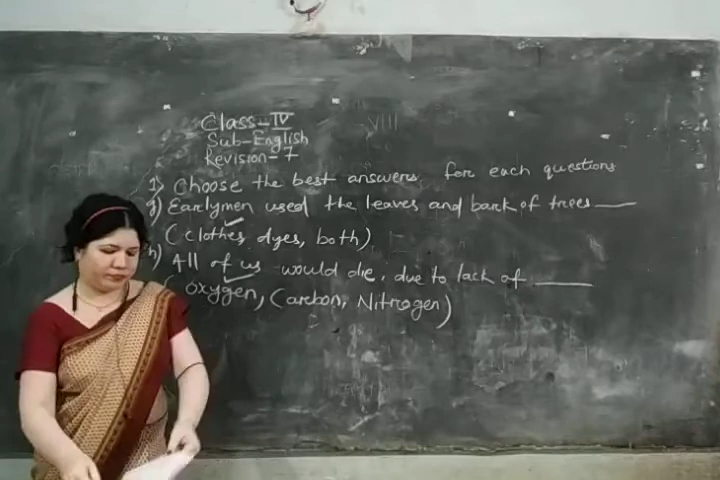 Class-IV
Sub-English
Revision-7
VIII
1) Choose the best answers for each questions
g) Earlymen used the leaves and bark of trees ——
(clothes, dyes, both)
h) All of us would die, due to lack of ——
( oxygen, (Carbon, Nitrogen)